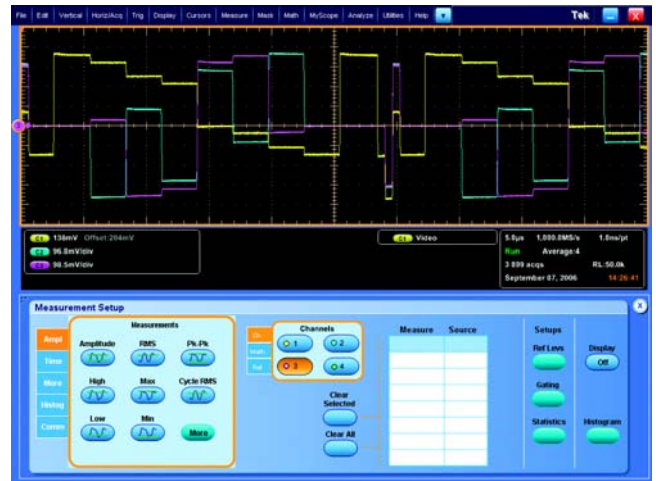 File Edit Vertical Horiz/Acq Trig Display Cursors Measure Mask Math MyScope Analyze Utilities Help Tek X
C1 138mV Offset:204mV
C2 96.8mV/div
C3 98.5mV/div
C1 Video
5.0µs 1,000.0MS/s 1.0ns/pt
Run Average:4
3 899 acqs RL:50.0k
September 07, 2006 14:26:41
Measurement Setup X
Ampl
Time
More
Histog
Comm
Measurements
Amplitude RMS Pk-Pk
High Max Cycle RMS
Low Min More
Ch
Math
Ref
Channels
1 2
3 4
Clear Selected
Clear All
Measure Source
Setups
Ref Levs
Gating
Statistics
Display
Off
Histogram